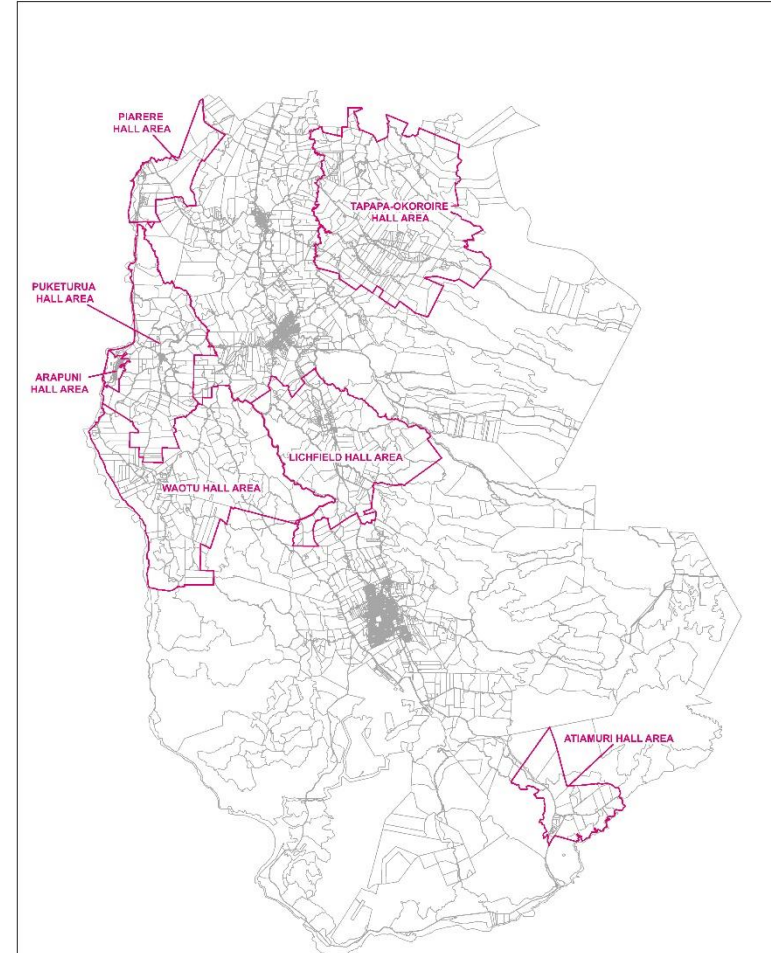 PIARERE
HALL AREA
TAPAPA-OKOROIRE
HALL AREA
PUKETURUA
HALL AREA
ARAPUNI
HALL AREA
LICHFIELD HALL AREA
WAOTU HALL AREA
ATIAMURI HALL AREA